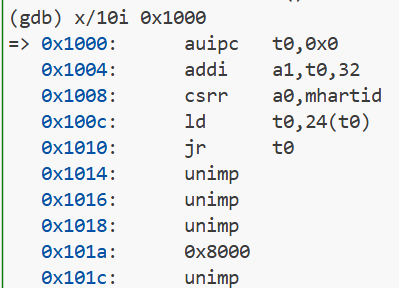 (gdb) x/10i 0x1000
=> 0x1000: auipc t0,0x0
0x1004: addi a1,t0,32
0x1008: csrr a0,mhartid
0x100c: ld t0,24(t0)
0x1010: jr t0
0x1014: unimp
0x1016: unimp
0x1018: unimp
0x101a: 0x8000
0x101c: unimp